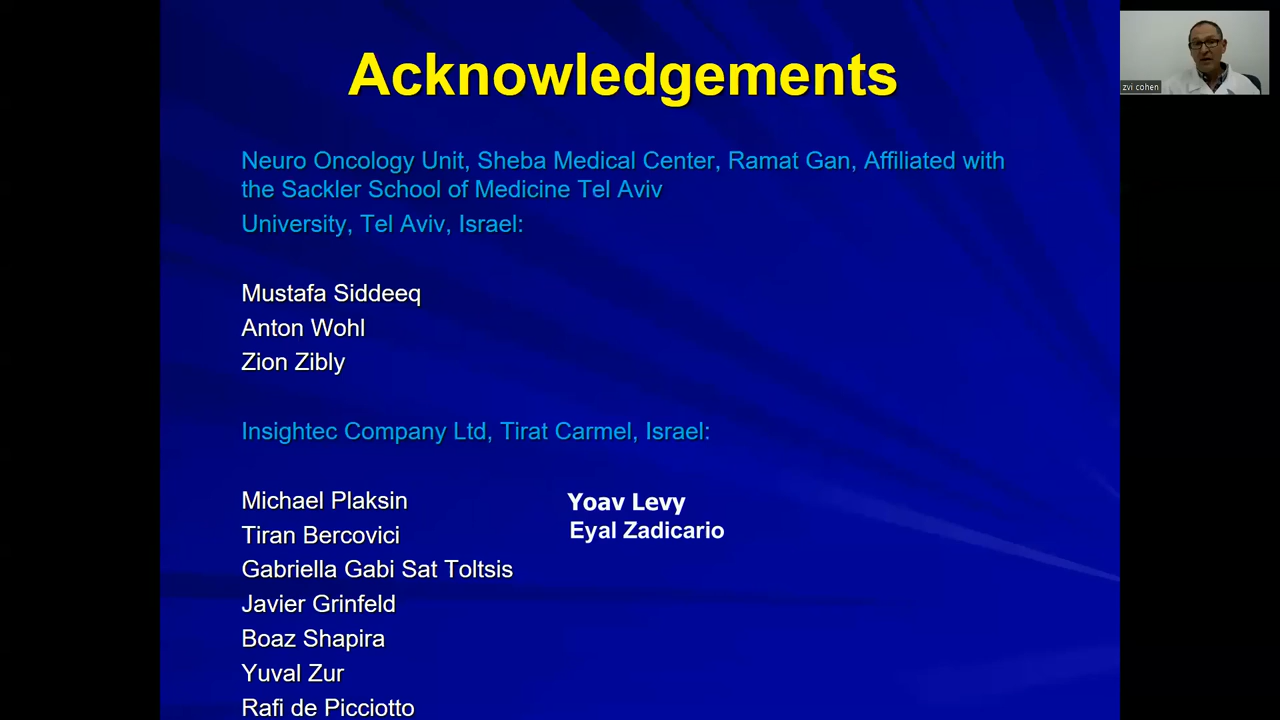 Acknowledgements
zvi cohen
Neuro Oncology Unit, Sheba Medical Center, Ramat Gan, Affiliated with
the Sackler School of Medicine Tel Aviv
University, Tel Aviv, Israel:
Mustafa Siddeeq
Anton Wohl
Zion Zibly
Insightec Company Ltd, Tirat Carmel, Israel:
Michael Plaksin
Tiran Bercovici
Gabriella Gabi Sat Toltsis
Javier Grinfeld
Boaz Shapira
Yuval Zur
Rafi de Picciotto
Yoav Levy
Eyal Zadicario